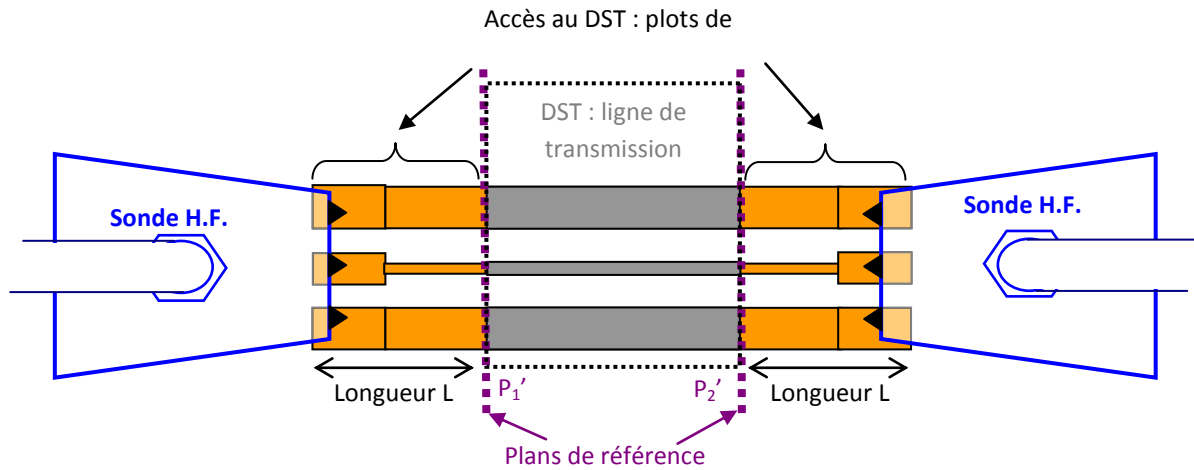 Accès au DST : plots de
DST : ligne de
transmission
Sonde H.F.
Sonde H.F.
Longueur L
P₁’
P₂’
Longueur L
Plans de référence